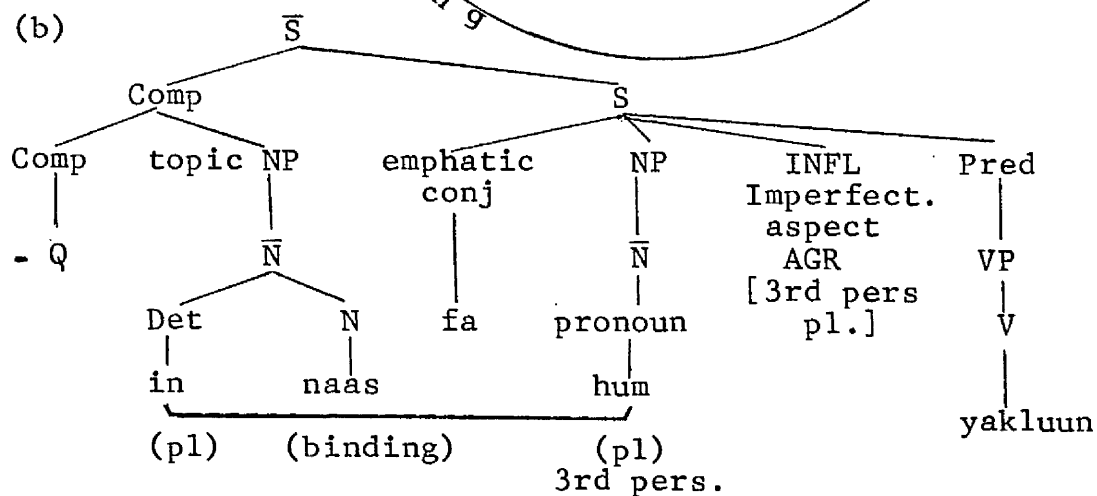 n g
(b)
S̅
Comp S
Comp topic NP emphatic NP INFL Pred
conj Imperfect.
aspect
- Q N̅ N̅ AGR VP
[3rd pers
Det N fa pronoun pl.] V
in naas hum
yakluun
(pl) (binding) (pl)
3rd pers.